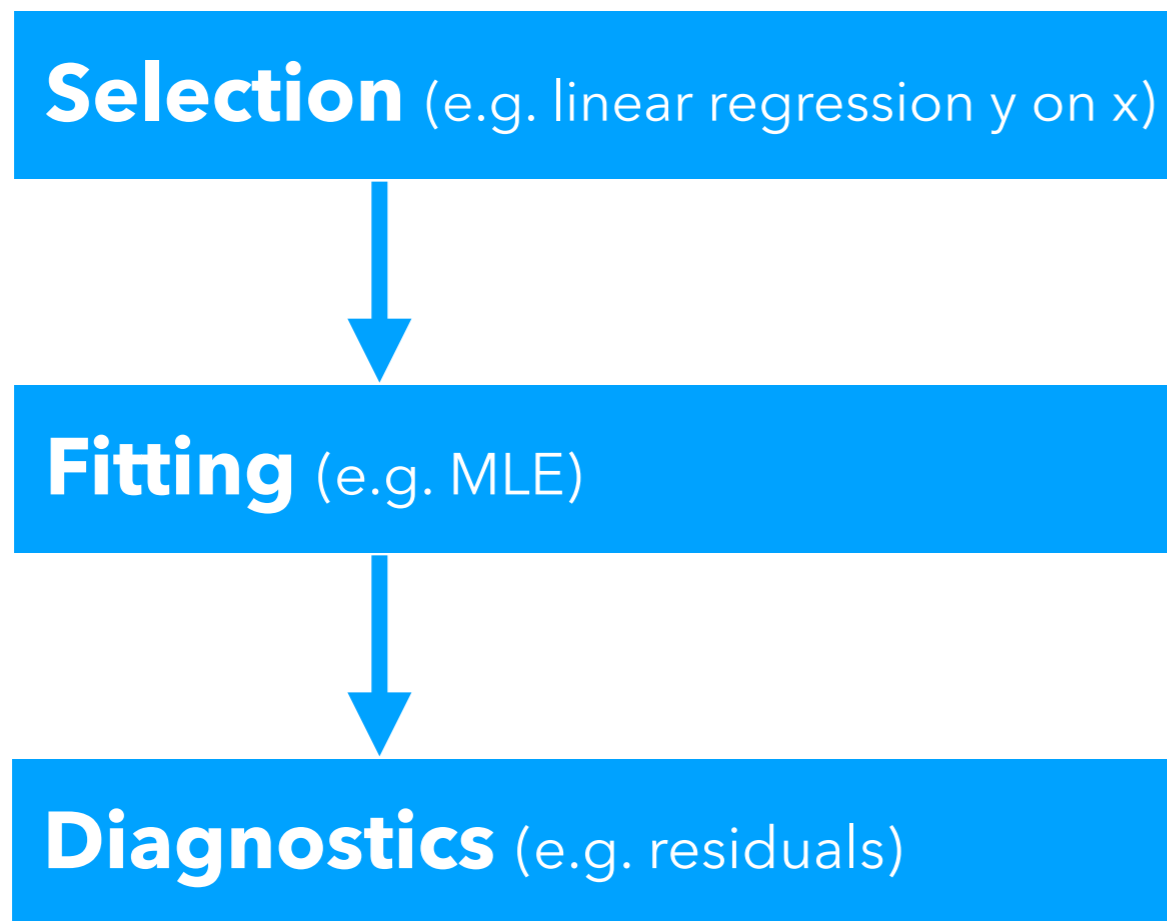 Selection (e.g. linear regression y on x)
Fitting (e.g. MLE)
Diagnostics (e.g. residuals)